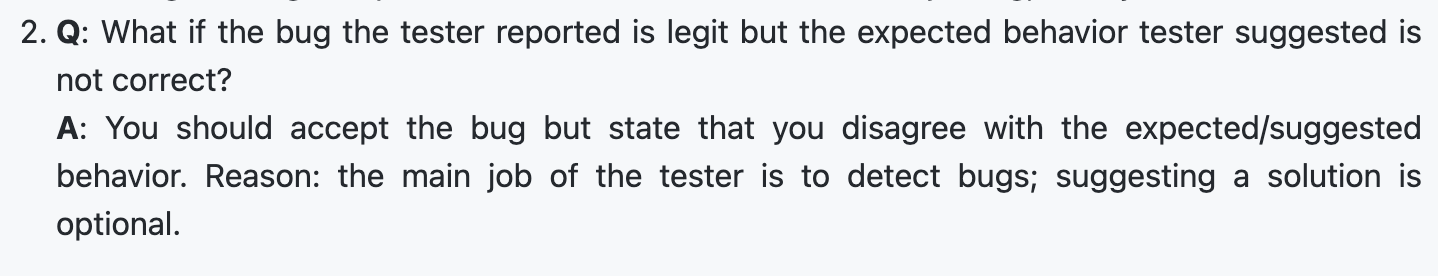 2. Q: What if the bug the tester reported is legit but the expected behavior tester suggested is
not correct?
A: You should accept the bug but state that you disagree with the expected/suggested
behavior. Reason: the main job of the tester is to detect bugs; suggesting a solution is
optional.